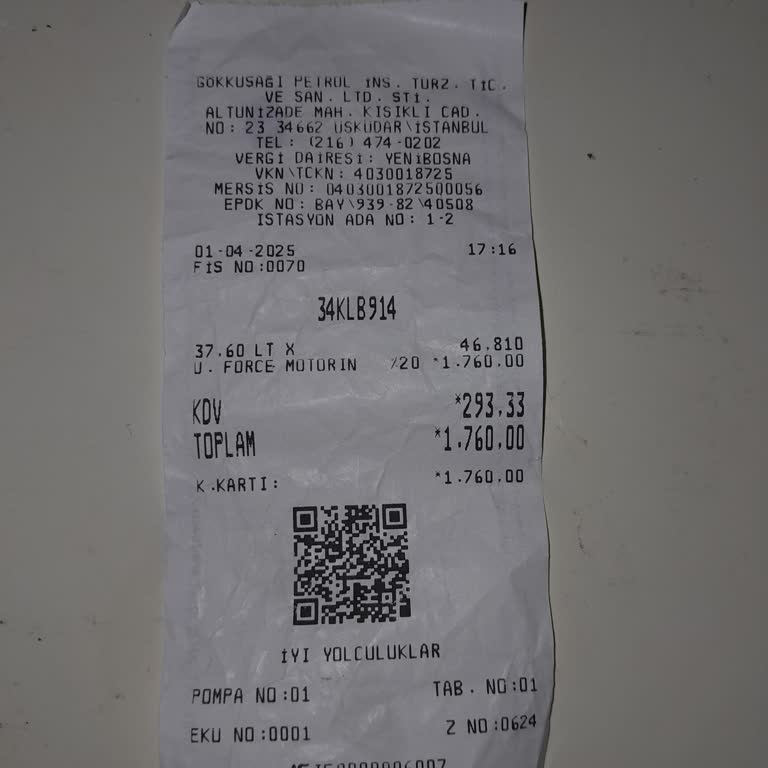 GÖKKUSAĞI PETROL İNS. TURZ. TİC.
VE SAN. LTD. STİ.
ALTUNİZADE MAH. KISIKLI CAD.
NO: 23 34662 USKUDAR\İSTANBUL
TEL: (216) 474-0202
VERGİ DAİRESİ: YENİBOSNA
VKN\TCKN: 4030018725
MERSİS NO: 0403001872500056
EPDK NO: BAY\939-82\40508
İSTASYON ADA NO: 1-2
01-04-2025 17:16
FİS NO:0070
34KLB914
37.60 LT X 46,810
U. FORCE MOTORIN %20 *1.760,00
KDV *293,33
TOPLAM *1.760,00
K.KARTI: *1.760,00
İYİ YOLCULUKLAR
POMPA NO:01 TAB. NO:01
EKU NO:0001 Z NO:0624